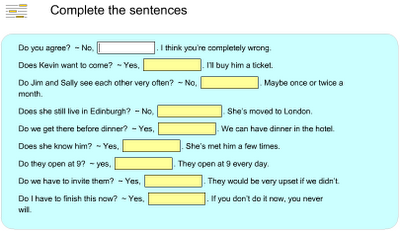 Complete the sentences
Do you agree? ~ No, . I think you're completely wrong.
Does Kevin want to come? ~ Yes, . I'll buy him a ticket.
Do Jim and Sally see each other very often? ~ No, . Maybe once or twice a
month.
Does she still live in Edinburgh? ~ No, . She's moved to London.
Do we get there before dinner? ~ Yes, . We can have dinner in the hotel.
Does she know him? ~ Yes, . She's met him a few times.
Do they open at 9? ~ yes, . They open at 9 every day.
Do we have to invite them? ~ Yes, . They would be very upset if we didn't.
Do I have to finish this now? ~ Yes, . If you don't do it now, you never
will.